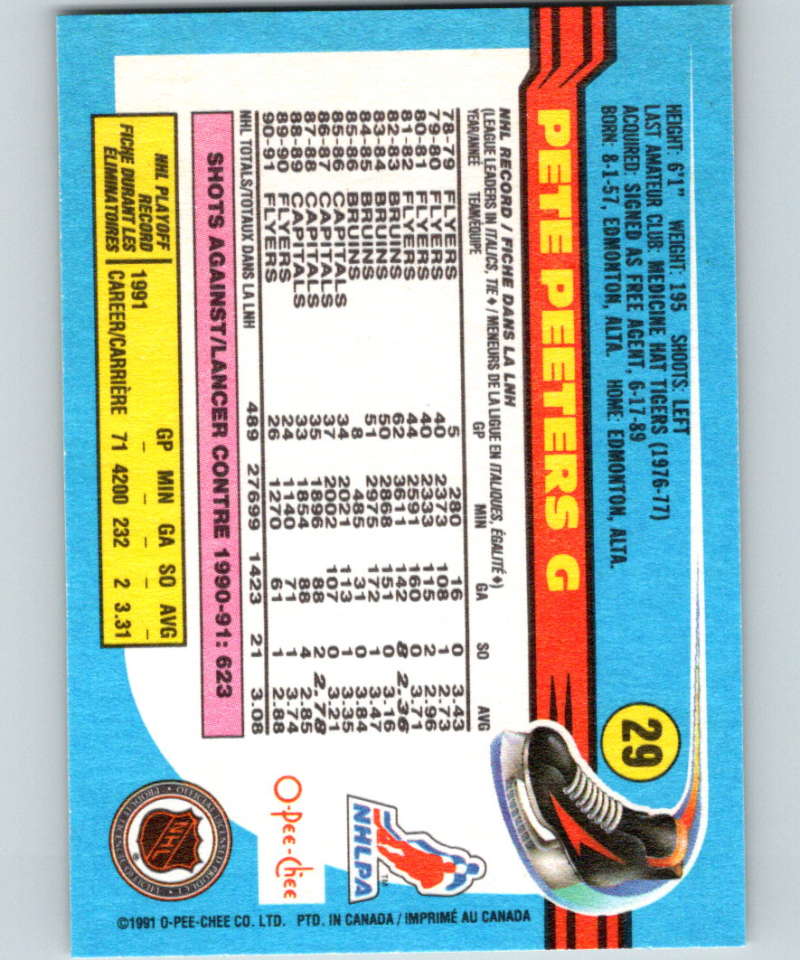 HEIGHT: 6'1" WEIGHT: 195 SHOOTS: LEFT
LAST AMATEUR CLUB: MEDICINE HAT TIGERS (1976-77)
ACQUIRED: SIGNED AS FREE AGENT, 6-17-89
BORN: 8-1-57, EDMONTON, ALTA. HOME: EDMONTON, ALTA.
29
PETE PEETERS G
NHL RECORD / FICHE DANS LA LNH
(LEAGUE LEADERS IN ITALICS, TIE ♦ / MENEURS DE LA LIGUE EN ITALIQUES, ÉGALITÉ ♦)
YEAR/ANNÉE TEAM/ÉQUIPE GP MIN GA SO AVG
78-79 FLYERS 5 280 16 0 3.43
79-80 FLYERS 40 2373 108 1 2.73
80-81 FLYERS 40 2333 115 2 2.96
81-82 FLYERS 44 2591 160 0 3.71
82-83 BRUINS 62 3611 142 8 2.36
83-84 BRUINS 50 2868 151 0 3.16
84-85 BRUINS 51 2975 172 1 3.47
85-86 BRUINS 8 485 31 0 3.84
85-86 CAPITALS 34 2021 113 1 3.35
86-87 CAPITALS 37 2002 107 0 3.21
87-88 CAPITALS 35 1896 88 2 2.78
88-89 CAPITALS 33 1854 88 4 2.85
89-90 FLYERS 24 1140 71 1 3.74
90-91 FLYERS 26 1270 61 1 2.88
NHL TOTALS/TOTAUX DANS LA LNH 489 27699 1423 21 3.08
SHOTS AGAINST/LANCER CONTRE 1990-91: 623
NHL PLAYOFF RECORD
FICHE DURANT LES ÉLIMINATOIRES
GP MIN GA SO AVG
1991 – – – – –
CAREER/CARRIÈRE 71 4200 232 2 3.31
NHLPA
TM
O-Pee-Chee
NHL
®
©1991 O-PEE-CHEE CO. LTD. PTD. IN CANADA / IMPRIMÉ AU CANADA